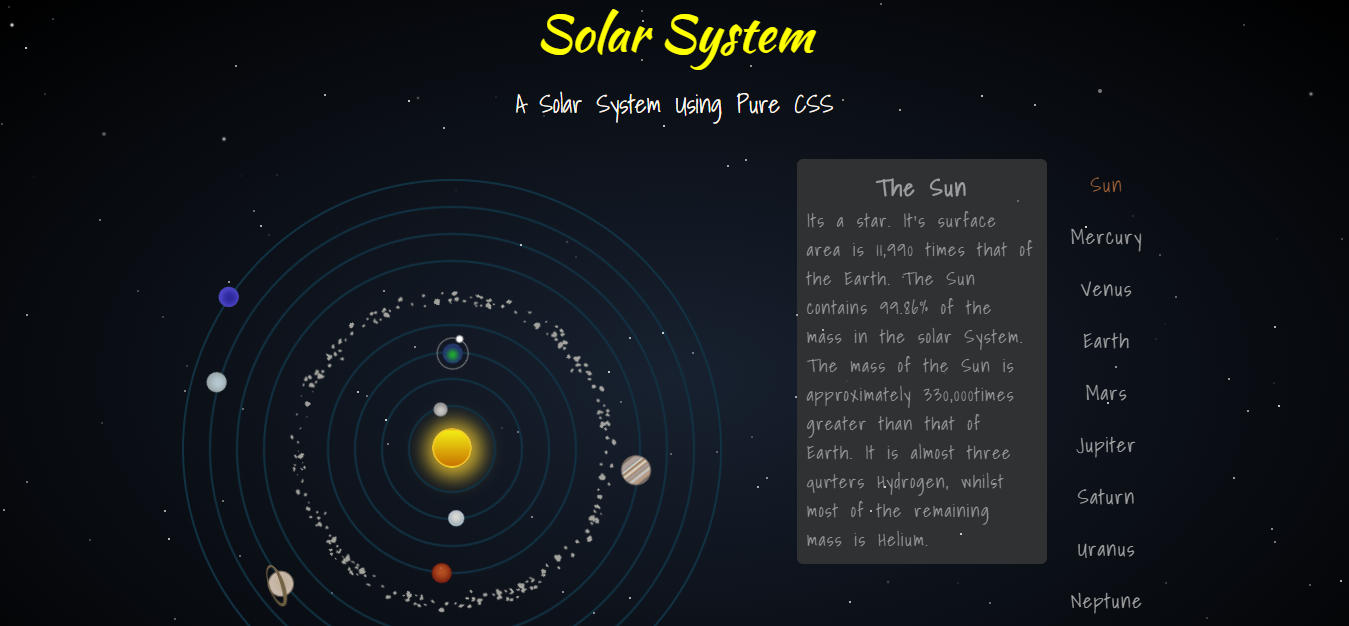 Solar System
A Solar System Using Pure CSS
The Sun
Its a star. It's surface
area is 11,990 times that of
the Earth. The Sun
contains 99.86% of the
mass in the solar System.
The mass of the Sun is
approximately 330,000times
greater than that of
Earth. It is almost three
qurters Hydrogen, whilst
most of the remaining
mass is Helium.
Sun
Mercury
Venus
Earth
Mars
Jupiter
Saturn
Uranus
Neptune